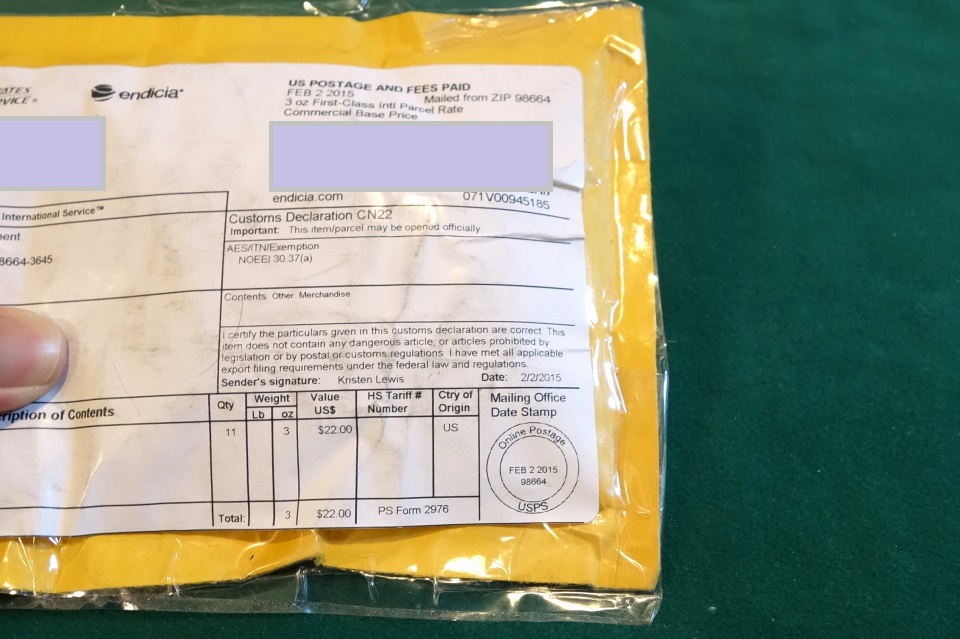 ATES
VICE®
endicia
US POSTAGE AND FEES PAID
FEB 2 2015
Mailed from ZIP 98664
3 oz First-Class Intl Parcel Rate
Commercial Base Price
endicia.com
071V00945185
International Service™
ent
8664-3645
Customs Declaration CN22
Important: This item/parcel may be opened officially.
AES/ITN/Exemption
NOEEI 30.37(a)
Contents: Other: Merchandise
I certify the particulars given in this customs declaration are correct. This
item does not contain any dangerous article, or articles prohibited by
legislation or by postal or customs regulations. I have met all applicable
export filing requirements under the federal law and regulations.
Sender's signature: Kristen Lewis Date: 2/2/2015
ription of Contents
Qty
Weight
Lb oz
Value
US$
HS Tariff #
Number
Ctry of
Origin
Mailing Office
Date Stamp
11 3 $22.00 US
Online Postage
FEB 2 2015
98664
USPS
Total: 3 $22.00 PS Form 2976